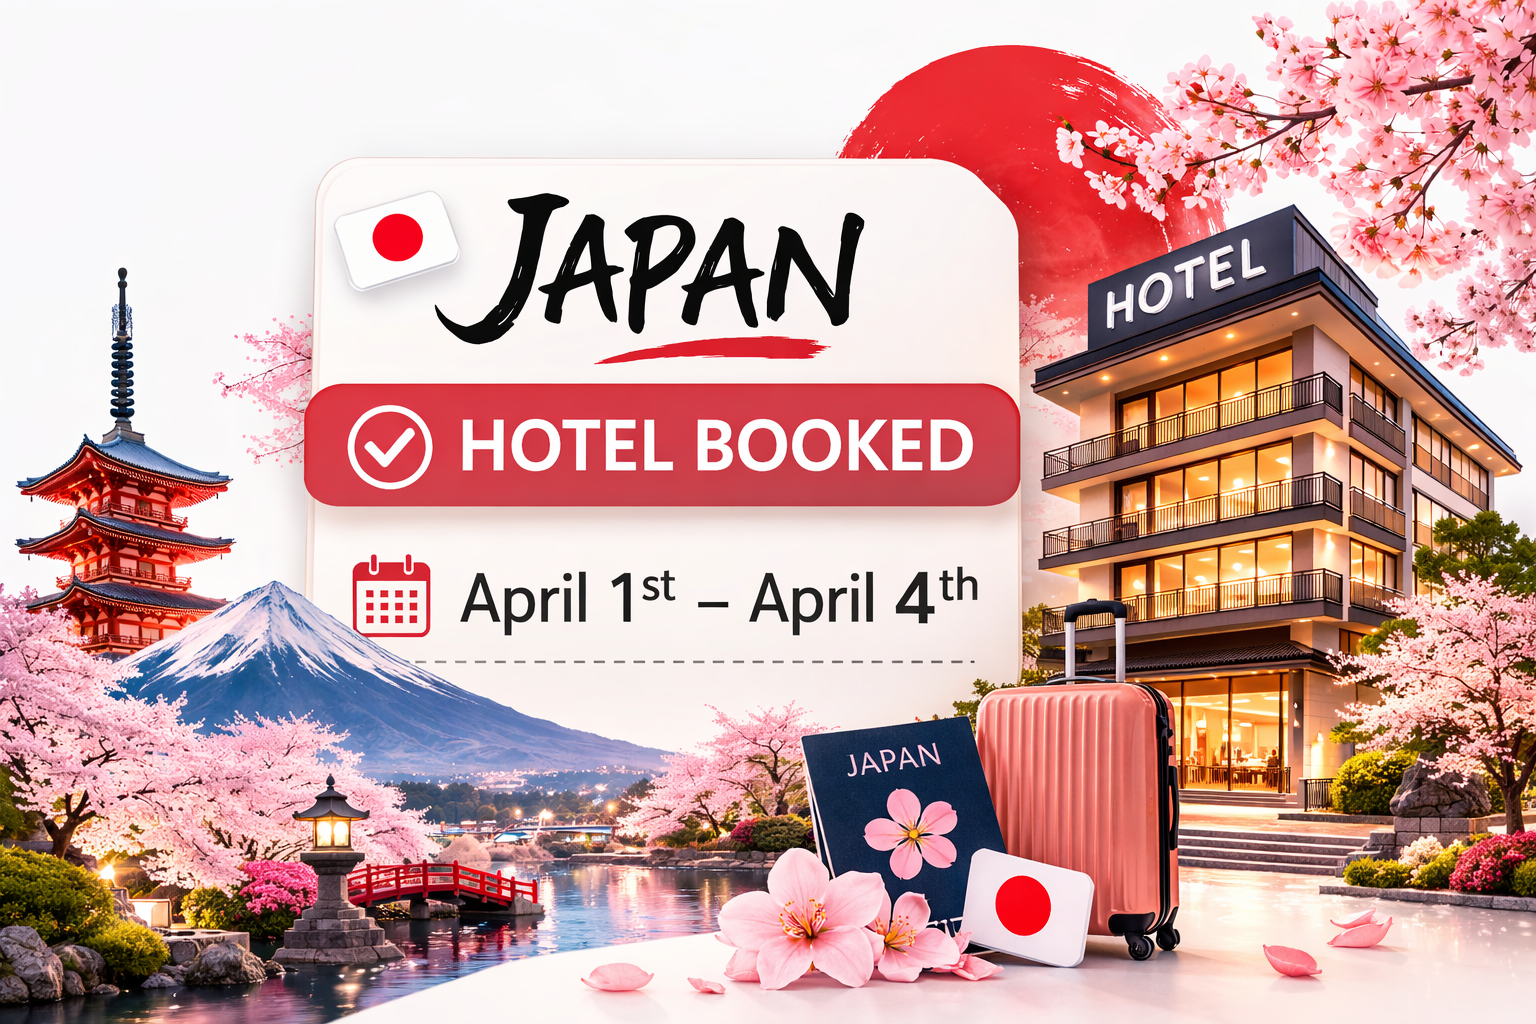 JAPAN
HOTEL BOOKED
April 1st – April 4th
HOTEL
JAPAN